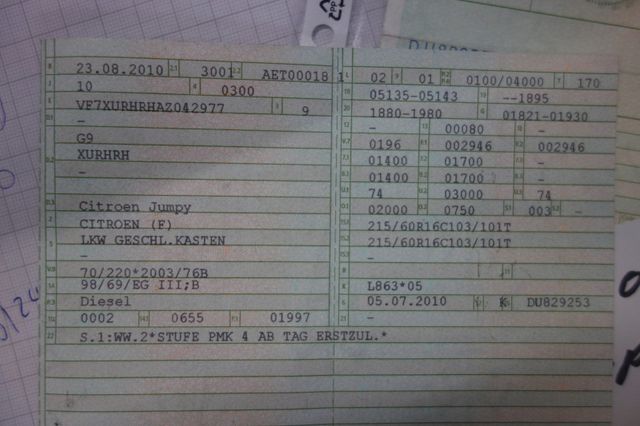 23.08.2010 3001 AET00018 1
10 0300
VF7XURHRHAZ042977 9
–
G9
XURHRH
–
Citroen Jumpy
CITROEN (F)
LKW GESCHL.KASTEN
–
70/220*2003/76B
98/69/EG III;B
Diesel
0002 0655 01997
S.1:WW.2*STUFE PMK 4 AB TAG ERSTZUL.*
02 01 0100/04000 170
05135-05143 --1895
1880-1980 01821-01930
– 00080 –
0196 002946 002946
01400 01700 –
01400 01700 –
74 03000 74
02000 0750 003 –
215/60R16C103/101T
215/60R16C103/101T
–
L863*05
05.07.2010 K DU829253
–